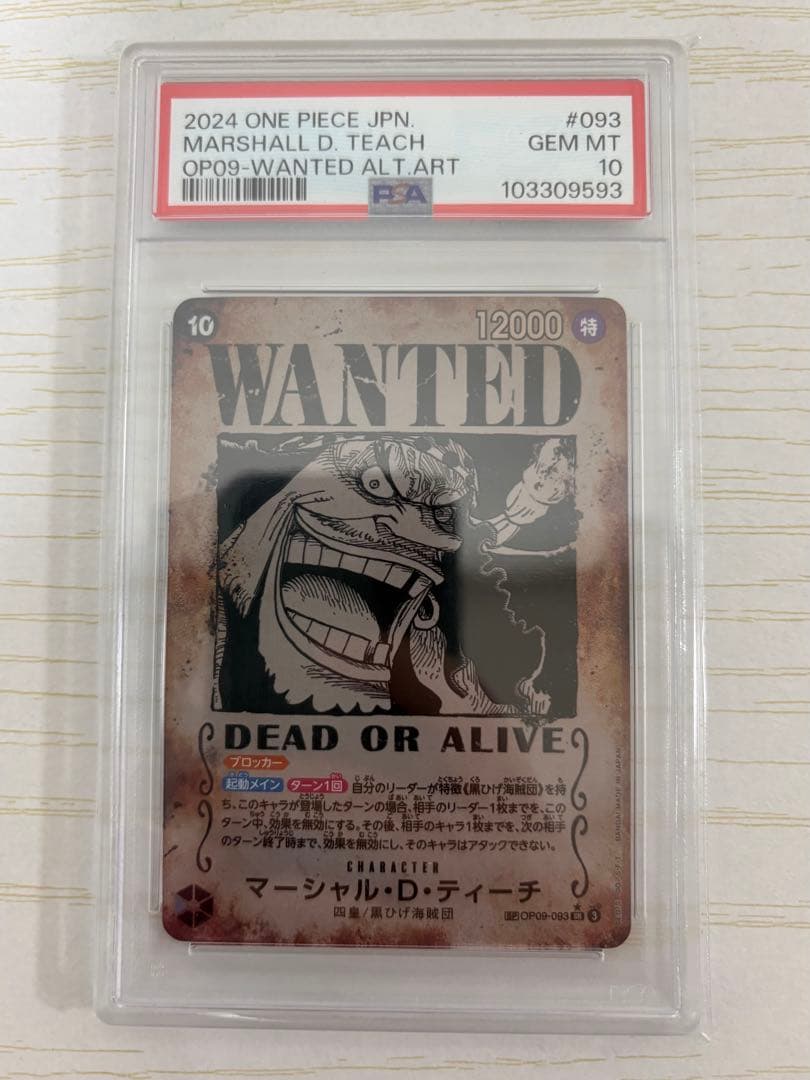 2024 ONE PIECE JPN.
#093
MARSHALL D. TEACH
GEM MT
OP09-WANTED ALT.ART
10
PSA
103309593
10
12000
特
WANTED
DEAD OR ALIVE
ブロッカー
起動メイン ターン1回 自分のリーダーが特徴《黒ひげ海賊団》を持
ち、このキャラが登場したターンの場合、相手のリーダー1枚までを、この
ターン中、効果を無効にする。その後、相手のキャラ1枚までを、次の相手
のターン終了時まで、効果を無効にし、そのキャラはアタックできない。
CHARACTER
マーシャル・D・ティーチ
四皇/黒ひげ海賊団
SP OP09-093 SR 3
BANDAI MADE IN JAPAN